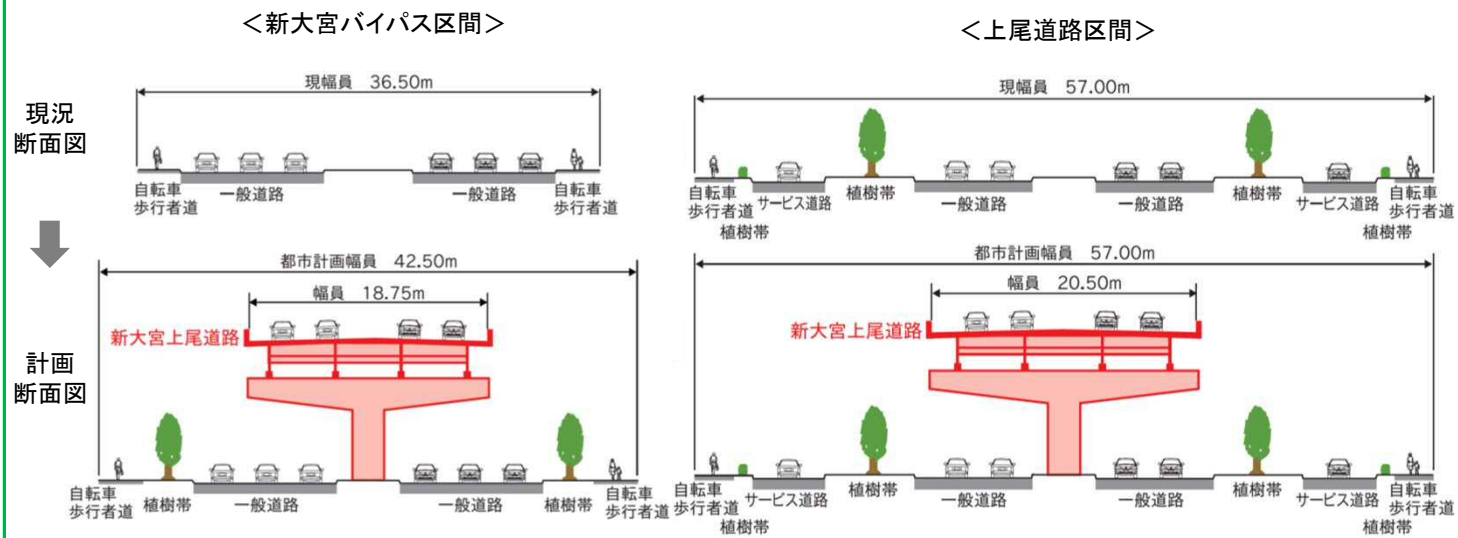 ＜新大宮バイパス区間＞
＜上尾道路区間＞
現況
断面図
現幅員 36.50m
自転車
歩行者道
一般道路
一般道路
自転車
歩行者道
現幅員 57.00m
自転車
歩行者道
植樹帯
サービス道路
植樹帯
一般道路
一般道路
植樹帯
サービス道路
自転車
歩行者道
植樹帯
計画
断面図
都市計画幅員 42.50m
幅員 18.75m
新大宮上尾道路
自転車
歩行者道
植樹帯
一般道路
一般道路
植樹帯
自転車
歩行者道
都市計画幅員 57.00m
幅員 20.50m
新大宮上尾道路
自転車
歩行者道
植樹帯
サービス道路
植樹帯
一般道路
一般道路
植樹帯
サービス道路
自転車
歩行者道
植樹帯